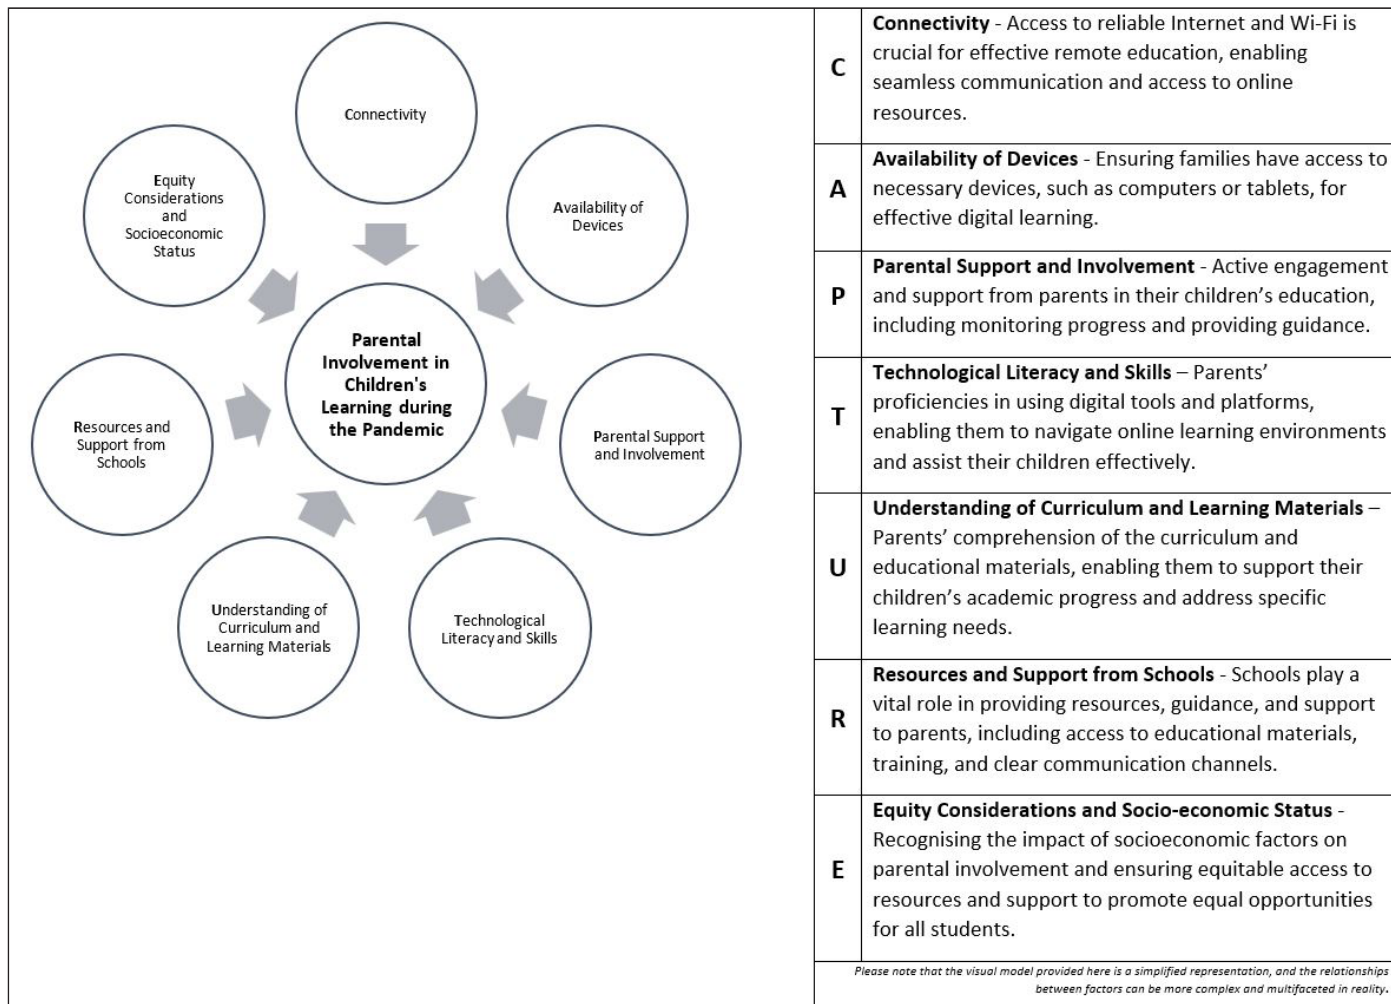 Connectivity
Availability of
Devices
Parental Support
and Involvement
Technological
Literacy and Skills
Understanding of
Curriculum and
Learning Materials
Resources and
Support from
Schools
Equity
Considerations
and
Socioeconomic
Status
Parental
Involvement in
Children's
Learning during
the Pandemic
C
Connectivity - Access to reliable Internet and Wi-Fi is
crucial for effective remote education, enabling
seamless communication and access to online
resources.
A
Availability of Devices - Ensuring families have access to
necessary devices, such as computers or tablets, for
effective digital learning.
P
Parental Support and Involvement - Active engagement
and support from parents in their children’s education,
including monitoring progress and providing guidance.
T
Technological Literacy and Skills – Parents’
proficiencies in using digital tools and platforms,
enabling them to navigate online learning environments
and assist their children effectively.
U
Understanding of Curriculum and Learning Materials –
Parents’ comprehension of the curriculum and
educational materials, enabling them to support their
children’s academic progress and address specific
learning needs.
R
Resources and Support from Schools - Schools play a
vital role in providing resources, guidance, and support
to parents, including access to educational materials,
training, and clear communication channels.
E
Equity Considerations and Socio-economic Status -
Recognising the impact of socioeconomic factors on
parental involvement and ensuring equitable access to
resources and support to promote equal opportunities
for all students.
Please note that the visual model provided here is a simplified representation, and the relationships
between factors can be more complex and multifaceted in reality.